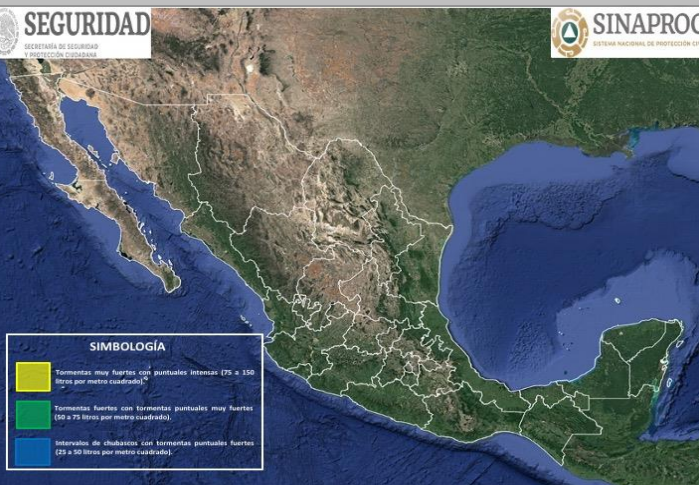 SEGURIDAD
SECRETARÍA DE SEGURIDAD
Y PROTECCIÓN CIUDADANA
SINAPROC
SISTEMA NACIONAL DE PROTECCIÓN CI
SIMBOLOGÍA
Tormentas muy fuertes con puntuales intensas (75 a 150
litros por metro cuadrado).
Tormentas fuertes con tormentas puntuales muy fuertes
(50 a 75 litros por metro cuadrado).
Intervalos de chubascos con tormentas puntuales fuertes
(25 a 50 litros por metro cuadrado).